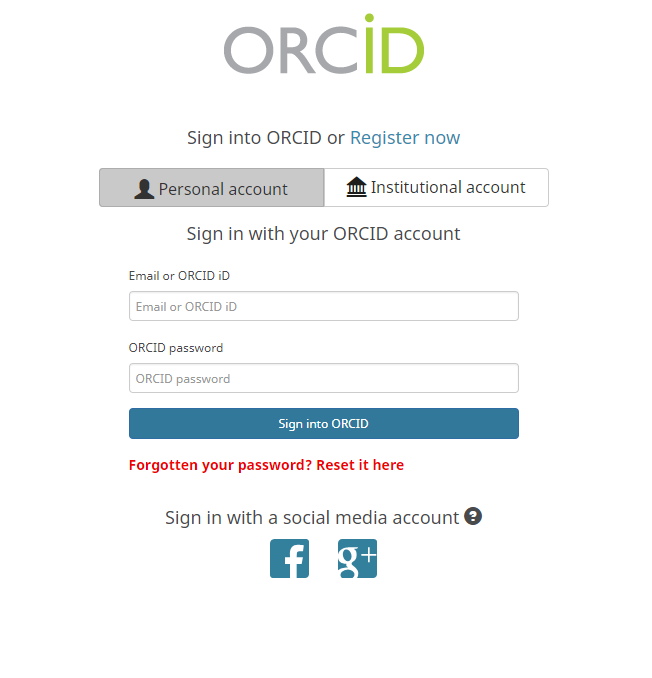 ORCiD
Sign into ORCID or Register now
Personal account
Institutional account
Sign in with your ORCID account
Email or ORCID iD
Email or ORCID iD
ORCID password
ORCID password
Sign into ORCID
Forgotten your password? Reset it here
Sign in with a social media account ?
f
g+